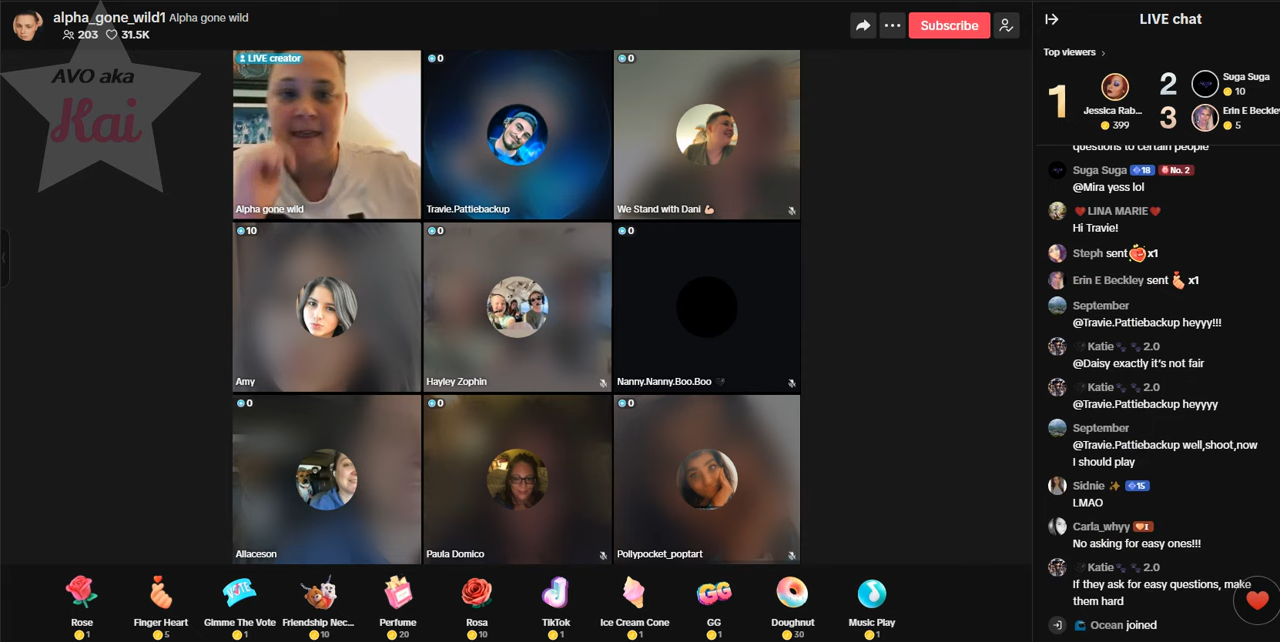 alpha_gone_wild1 Alpha gone wild
203 31.5K
Subscribe
AVO aka
Kai
LIVE creator
Alpha gone wild
0
Travie.Pattiebackup
0
We Stand with Dani 💪🏼
10
Amy
0
Hayley Zophin
0
Nanny.Nanny.Boo.Boo 🖤
0
Allaceson
0
Paula Domico
0
Pollypocket_poptart
Rose
1
Finger Heart
5
Gimme The Vote
1
Friendship Nec...
10
Perfume
20
Rosa
10
TikTok
1
Ice Cream Cone
1
GG
1
Doughnut
30
Music Play
1
LIVE chat
Top viewers >
1
Jessica Rab...
399
2
Suga Suga
10
3
Erin E Beckley
5
questions to certain people
Suga Suga 18 No. 2
@Mira yess lol
❤️LINA MARIE❤️
Hi Travie!
Steph sent x1
Erin E Beckley sent x1
September
@Travie.Pattiebackup heyyy!!!
🖤Katie🐾🐾2.0
@Daisy exactly it's not fair
🖤Katie🐾🐾2.0
@Travie.Pattiebackup heyyyy
September
@Travie.Pattiebackup well,shoot,now
I should play
Sidnie ✨ 15
LMAO
Carla_whyy I
No asking for easy ones!!!
🖤Katie🐾🐾2.0
If they ask for easy questions, make
them hard
🌊 Ocean joined